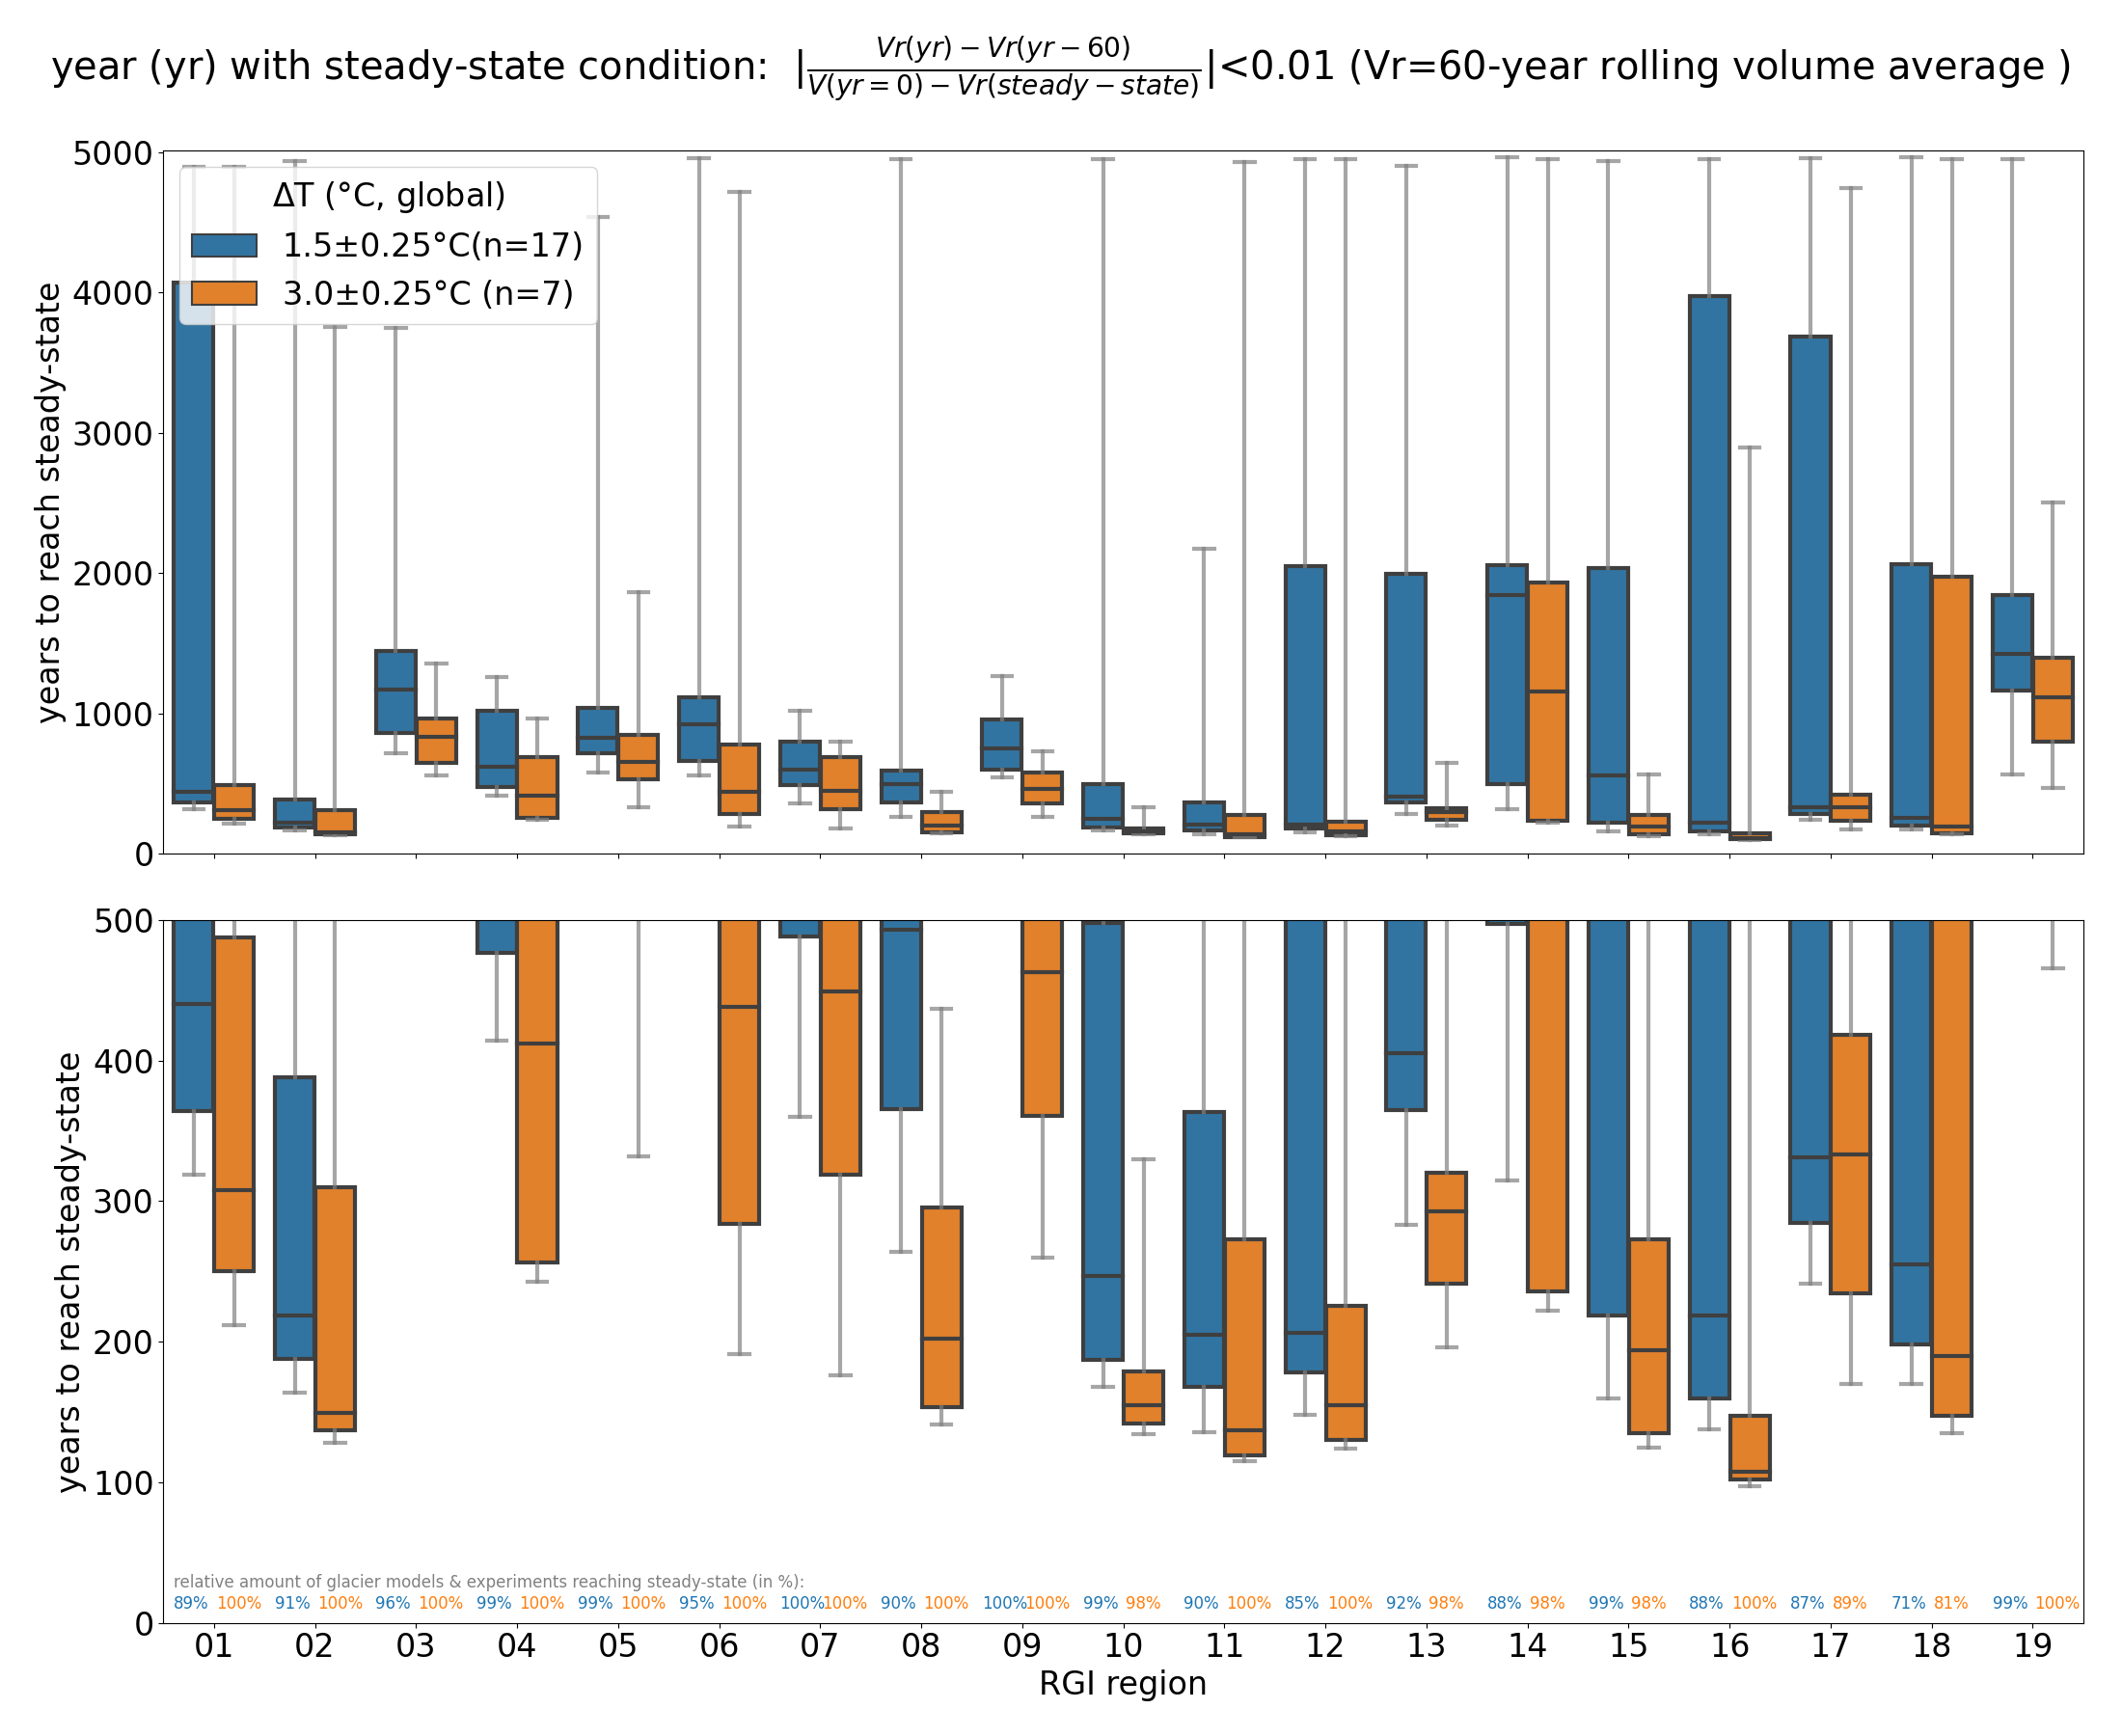 year (yr) with steady-state condition: |\frac{Vr(yr) − Vr(yr − 60)}{V(yr = 0) − Vr(steady − state)}|<0.01 (Vr=60-year rolling volume average )
5000
4000
3000
2000
1000
0
years to reach steady-state
ΔT (°C, global)
1.5±0.25°C(n=17)
3.0±0.25°C (n=7)
500
400
300
200
100
0
years to reach steady-state
relative amount of glacier models & experiments reaching steady-state (in %):
89% 100% 91% 100% 96% 100% 99% 100% 99% 100% 95% 100% 100% 100% 90% 100% 100% 100% 99% 98% 90% 100% 85% 100% 92% 98% 88% 98% 99% 98% 88% 100% 87% 89% 71% 81% 99% 100%
01 02 03 04 05 06 07 08 09 10 11 12 13 14 15 16 17 18 19
RGI region